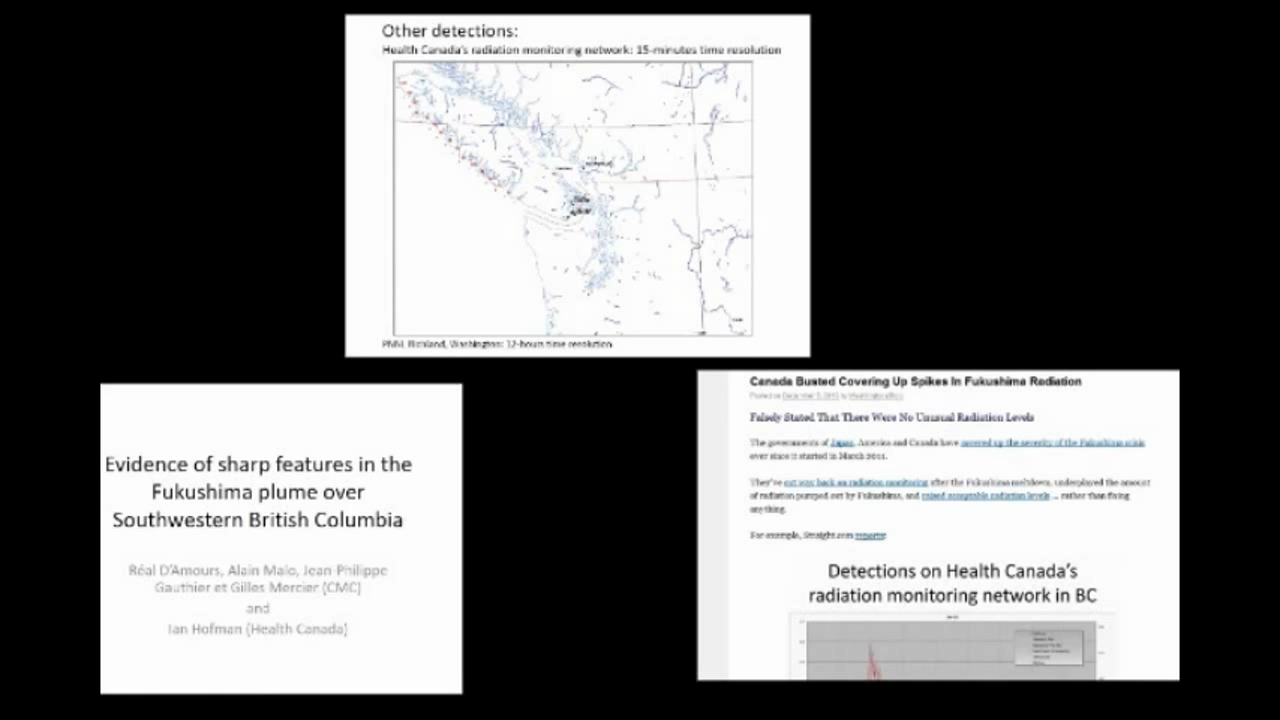 Other detections:
Health Canada's radiation monitoring network: 15-minutes time resolution
PNNL Richland, Washington: 12-hours time resolution
Evidence of sharp features in the
Fukushima plume over
Southwestern British Columbia
Réal D'Amours, Alain Malo, Jean-Philippe
Gauthier et Gilles Mercier (CMC)
and
Ian Hofman (Health Canada)
Canada Busted Covering Up Spikes In Fukushima Radiation
Posted on December by
Falsely Stated That There Were No Unusual Radiation Levels
The governments of Japan, America and Canada have covered up the severity of the Fukushima crisis
ever since it started in March 2011.
They've cut way back on radiation monitoring after the Fukushima meltdown, underplayed the amount
of radiation pumped out by Fukushima, and raised acceptable radiation levels ... rather than fixing
anything.
For example, Straight.com reports:
Detections on Health Canada's
radiation monitoring network in BC